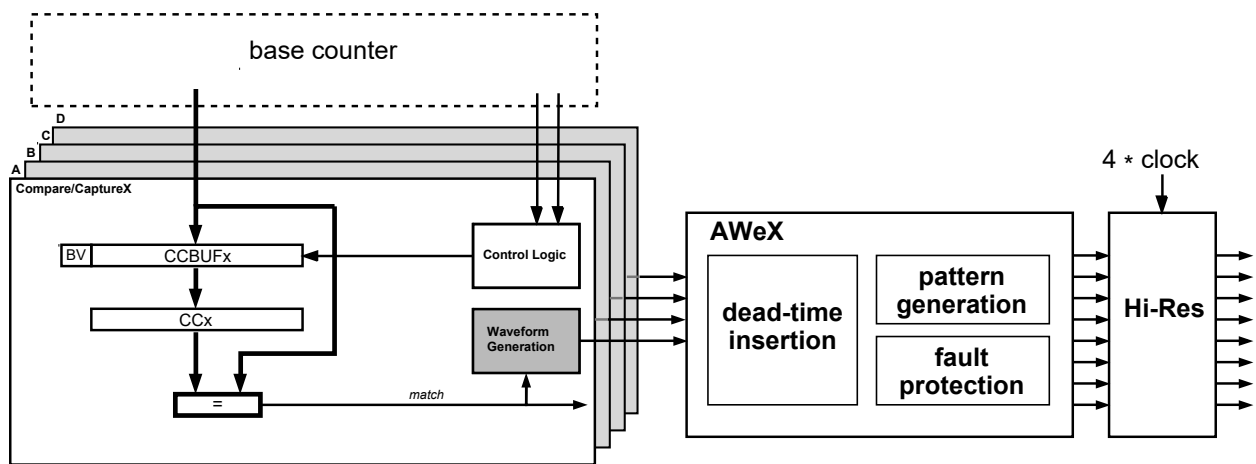 base counter
D
C
B
A
Compare/CaptureX
4 * clock
BV
CCBUFx
Control Logic
AWeX
CCx
Waveform
Generation
dead-time
insertion
pattern
generation
Hi-Res
fault
protection
=
match